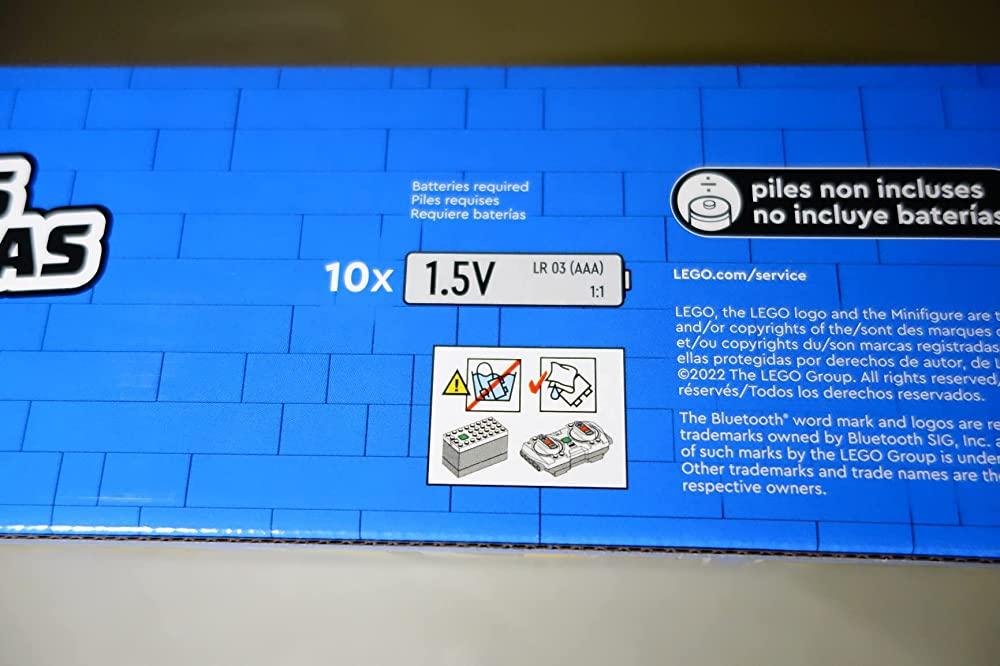 AS
Batteries required
Piles requises
Requiere baterías
10x
1.5V
LR 03 (AAA)
1:1
piles non incluses
no incluye baterías
LEGO.com/service
LEGO, the LEGO logo and the Minifigure are
and/or copyrights of the/sont des marques
et/ou copyrights du/son marcas registradas
ellas protegidas por derechos de autor, de
©2022 The LEGO Group. All rights reserved
réservés/Todos los derechos reservados.
The Bluetooth® word mark and logos are
trademarks owned by Bluetooth SIG, Inc.
of such marks by the LEGO Group is
Other trademarks and trade names are
respective owners.